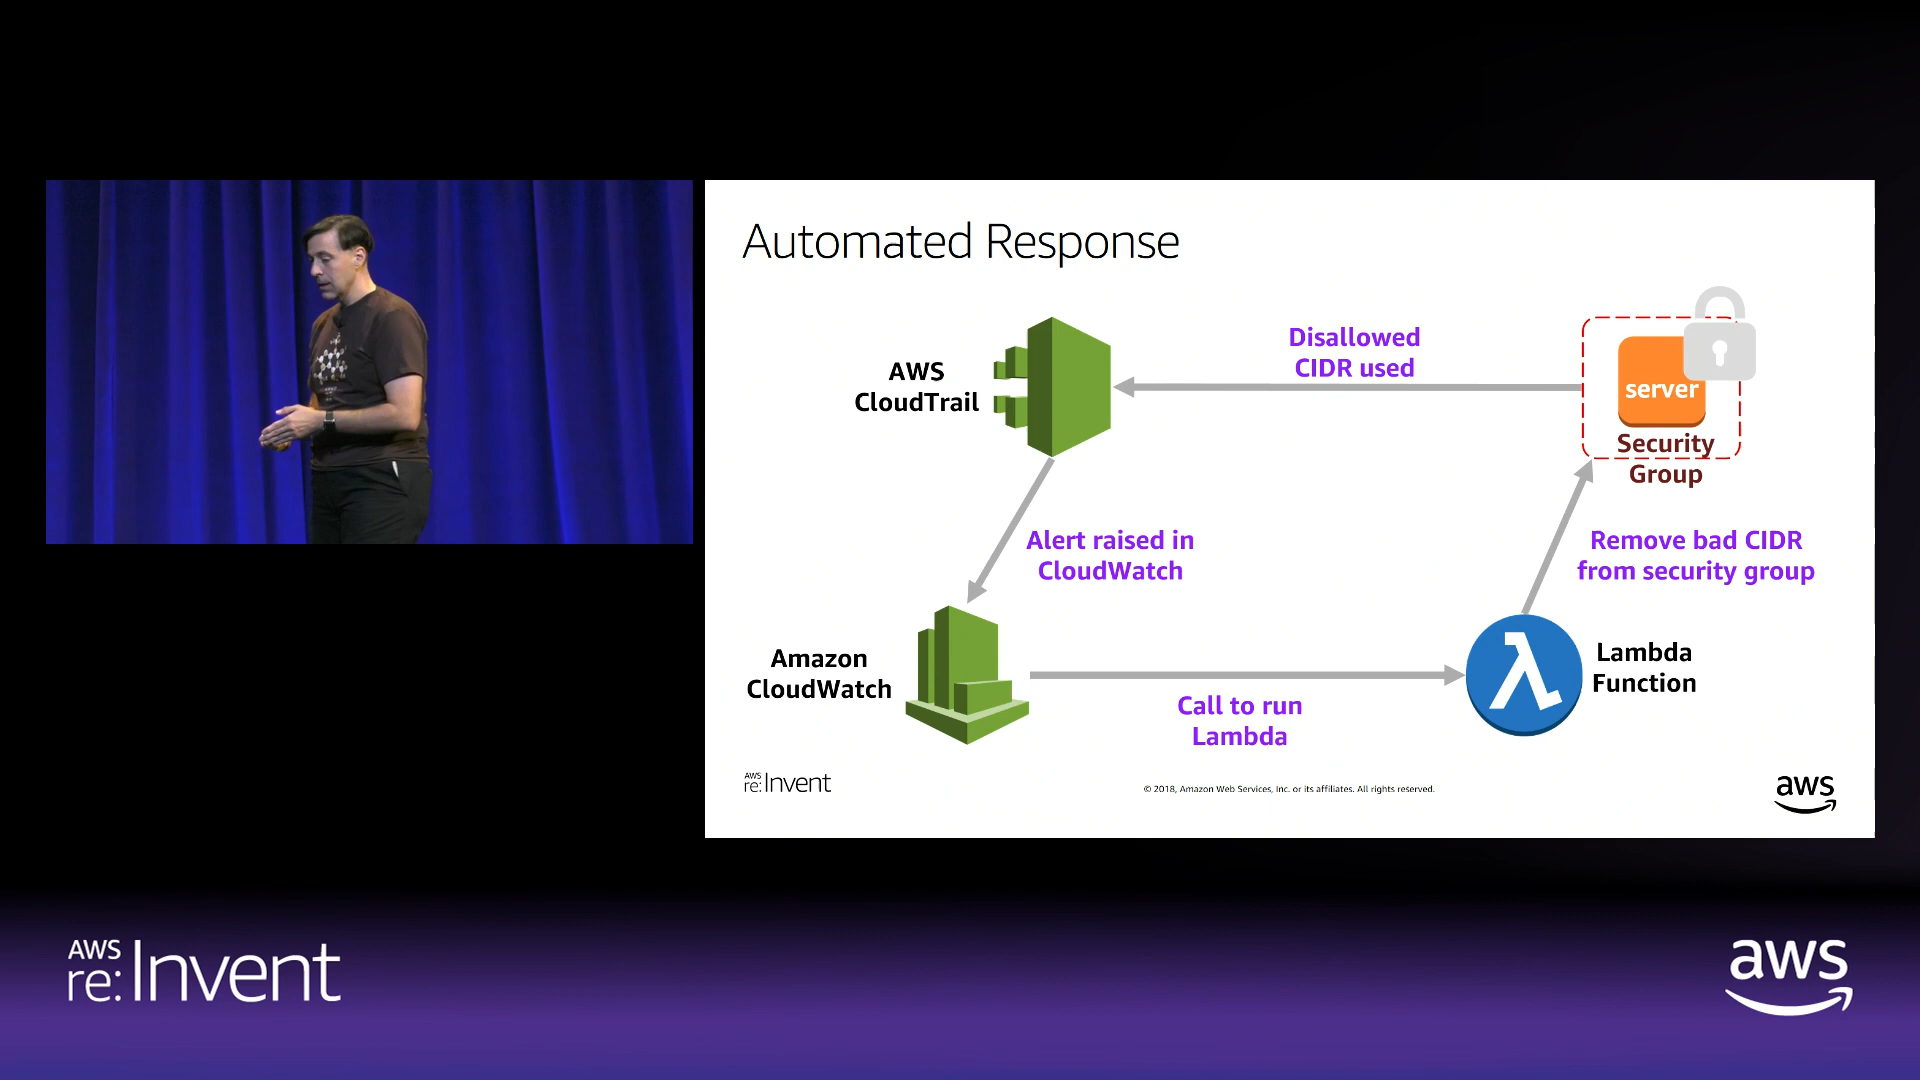 Automated Response
AWS
CloudTrail
Disallowed
CIDR used
server
Security
Group
Alert raised in
CloudWatch
Remove bad CIDR
from security group
Amazon
CloudWatch
Call to run
Lambda
Lambda
Function
AWS
re:Invent
© 2018, Amazon Web Services, Inc. or its affiliates. All rights reserved.
aws
AWS
re:Invent
aws